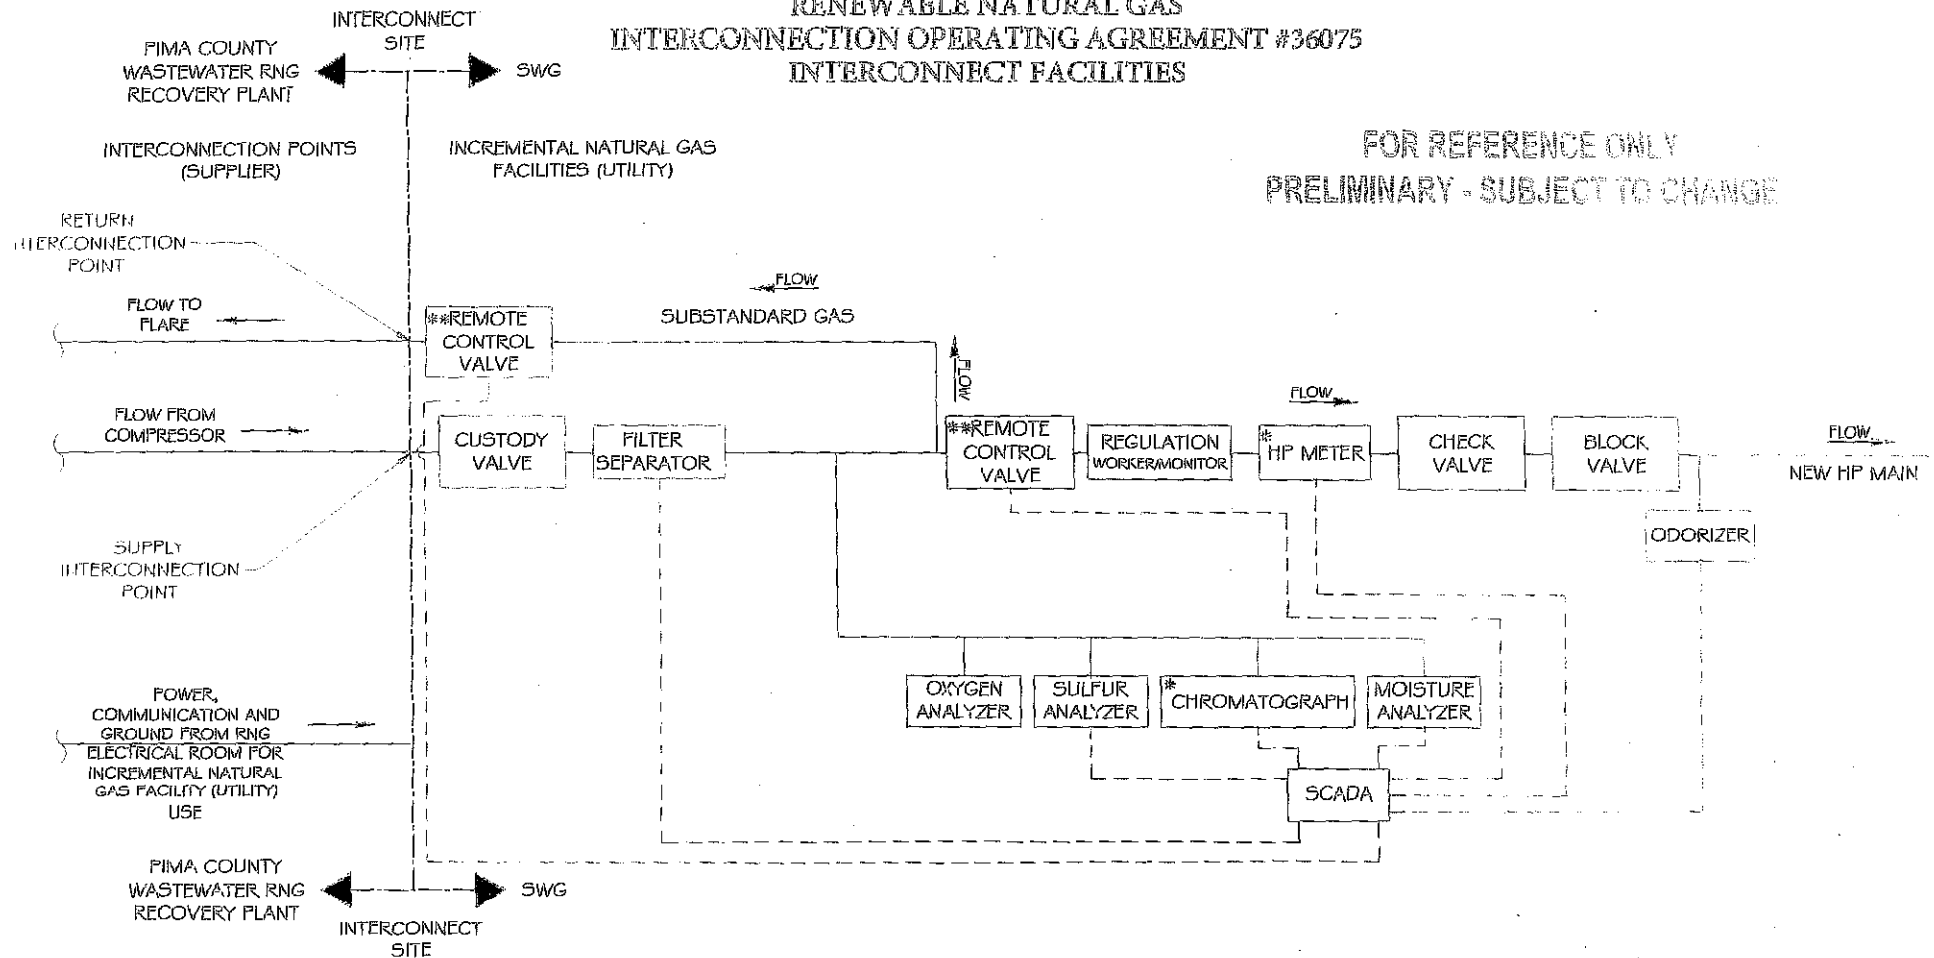 RENEWABLE NATURAL GAS
INTERCONNECTION OPERATING AGREEMENT #36075
INTERCONNECT FACILITIES
INTERCONNECT
SITE
PIMA COUNTY
WASTEWATER RNG
RECOVERY PLANT
SWG
FOR REFERENCE ONLY
PRELIMINARY - SUBJECT TO CHANGE
INTERCONNECTION POINTS
(SUPPLIER)
INCREMENTAL NATURAL GAS
FACILITIES (UTILITY)
RETURN
INTERCONNECTION
POINT
FLOW TO
FLARE
**REMOTE
CONTROL
VALVE
FLOW
SUBSTANDARD GAS
FLOW
FLOW FROM
COMPRESSOR
CUSTODY
VALVE
FILTER
SEPARATOR
**REMOTE
CONTROL
VALVE
REGULATION
WORKER/MONITOR
FLOW
*
HP METER
CHECK
VALVE
BLOCK
VALVE
FLOW
NEW HP MAIN
ODORIZER
SUPPLY
INTERCONNECTION
POINT
OXYGEN
ANALYZER
SULFUR
ANALYZER
*
CHROMATOGRAPH
MOISTURE
ANALYZER
SCADA
POWER,
COMMUNICATION AND
GROUND FROM RNG
ELECTRICAL ROOM FOR
INCREMENTAL NATURAL
GAS FACILITY (UTILITY)
USE
PIMA COUNTY
WASTEWATER RNG
RECOVERY PLANT
SWG
INTERCONNECT
SITE